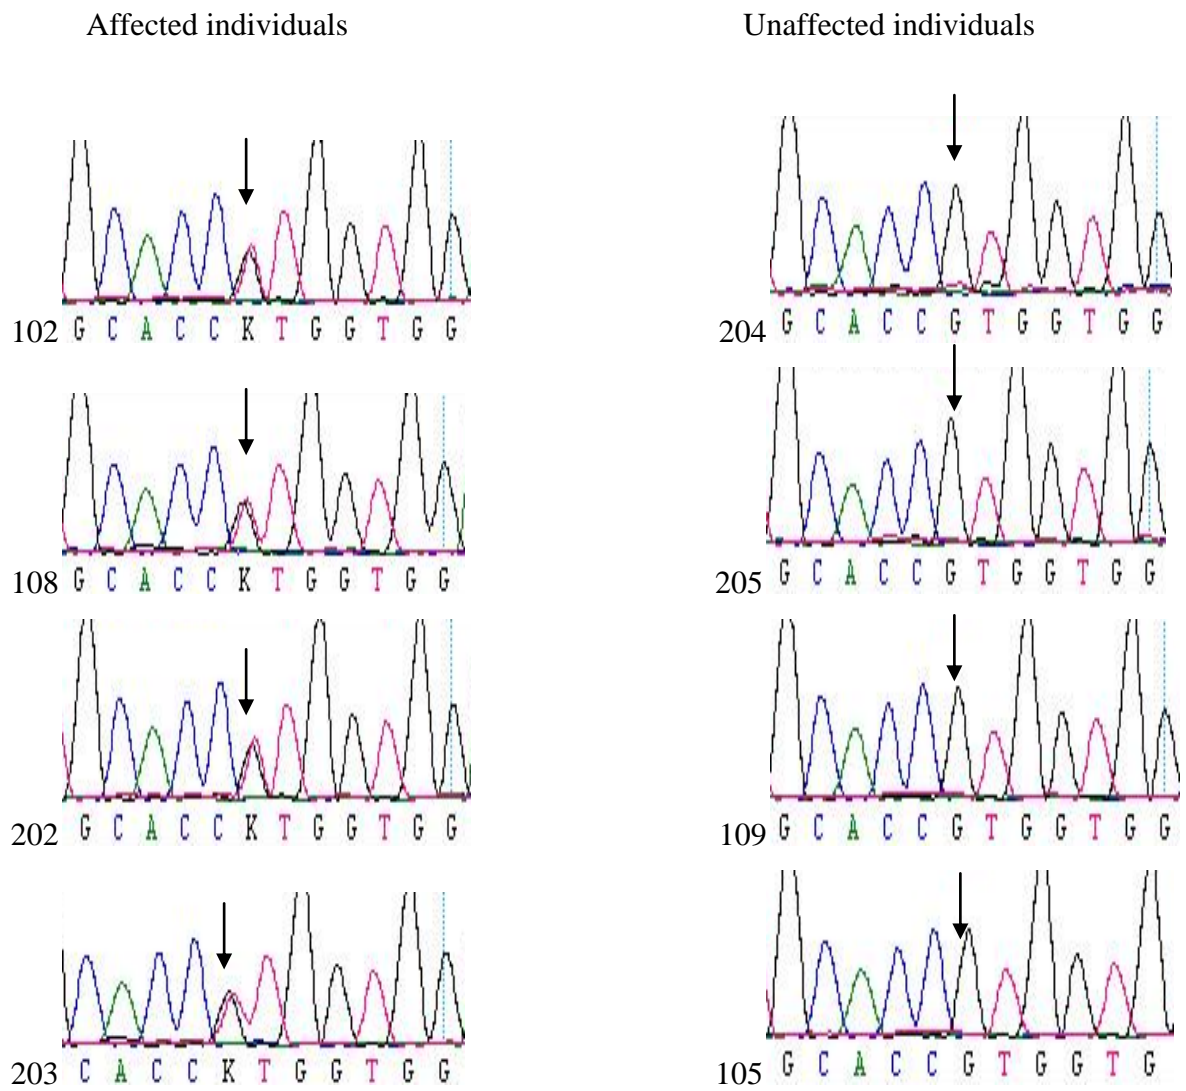 Affected individuals
Unaffected individuals
102 G C A C C K T G G T G G
204 G C A C C G T G G T G G
108 G C A C C K T G G T G G
205 G C A C C G T G G T G G
202 G C A C C K T G G T G G
109 G C A C C G T G G T G G
203 C A C C K T G G T G G
105 G C A C C G T G G T G